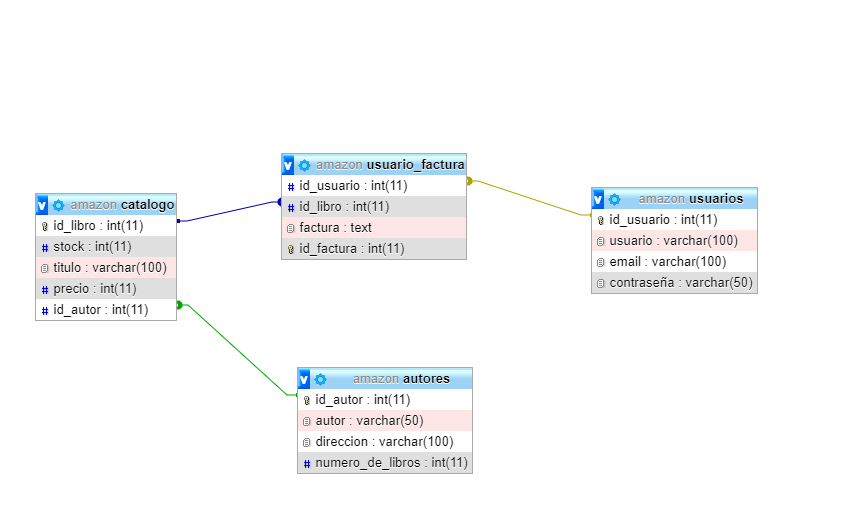 amazon usuario_factura
id_usuario : int(11)
id_libro : int(11)
factura : text
id_factura : int(11)
amazon catalogo
id_libro : int(11)
stock : int(11)
titulo : varchar(100)
precio : int(11)
id_autor : int(11)
amazon usuarios
id_usuario : int(11)
usuario : varchar(100)
email : varchar(100)
contraseña : varchar(50)
amazon autores
id_autor : int(11)
autor : varchar(50)
direccion : varchar(100)
numero_de_libros : int(11)